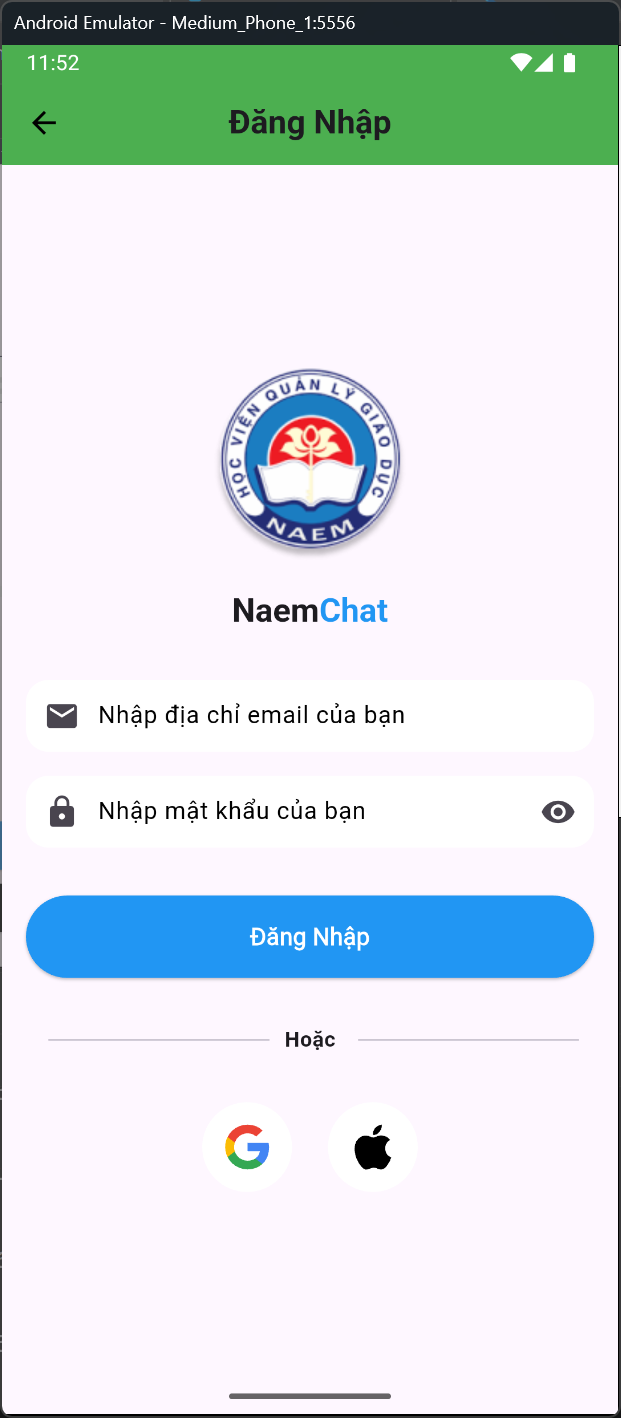 Android Emulator - Medium_Phone_1:5556
11:52
Đăng Nhập
HỌC VIỆN QUẢN LÝ GIÁO DỤC
NAEM
NaemChat
Nhập địa chỉ email của bạn
Nhập mật khẩu của bạn
Đăng Nhập
Hoặc